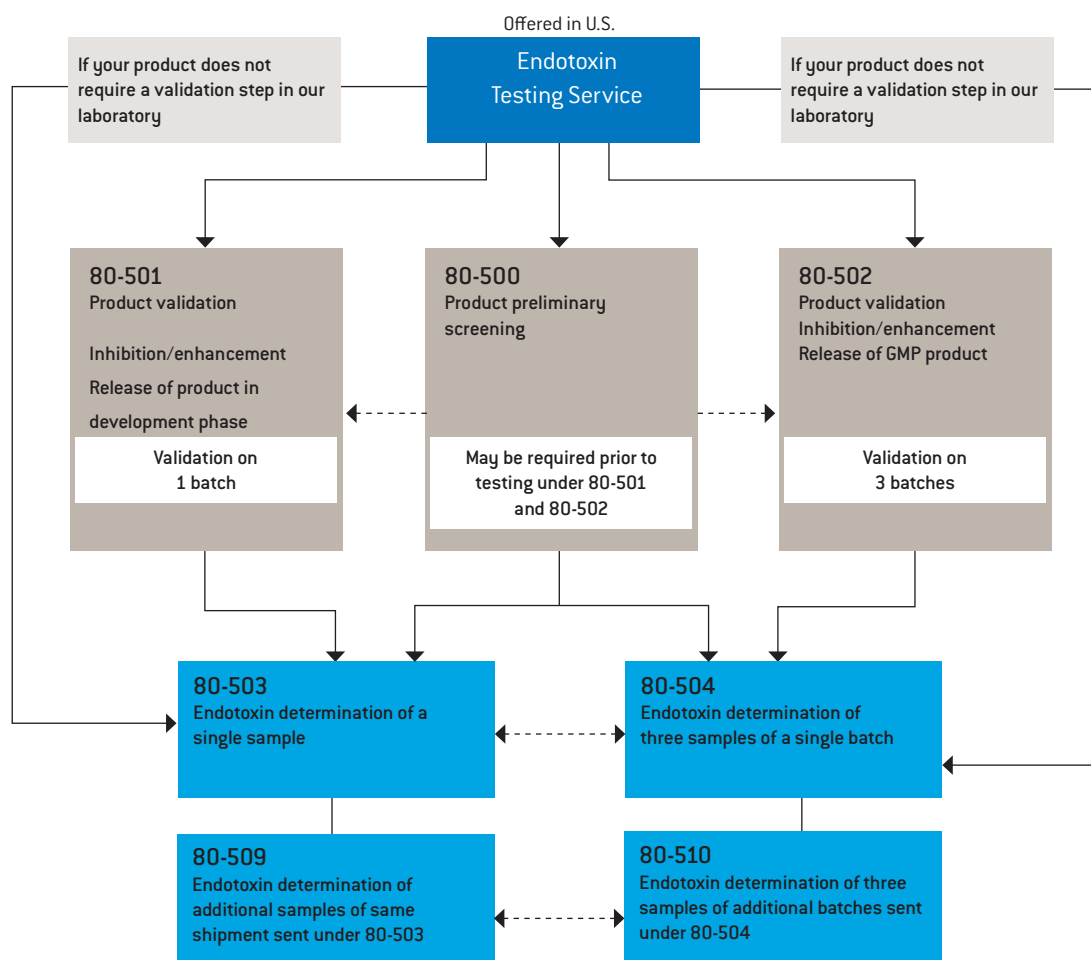 Offered in U.S.
If your product does not
require a validation step in our
laboratory
Endotoxin
Testing Service
If your product does not
require a validation step in our
laboratory
80-501
Product validation
Inhibition/enhancement
Release of product in
development phase
Validation on
1 batch
80-500
Product preliminary
screening
May be required prior to
testing under 80-501
and 80-502
80-502
Product validation
Inhibition/enhancement
Release of GMP product
Validation on
3 batches
80-503
Endotoxin determination of a
single sample
80-504
Endotoxin determination of
three samples of a single batch
80-509
Endotoxin determination of
additional samples of same
shipment sent under 80-503
80-510
Endotoxin determination of three
samples of additional batches sent
under 80-504